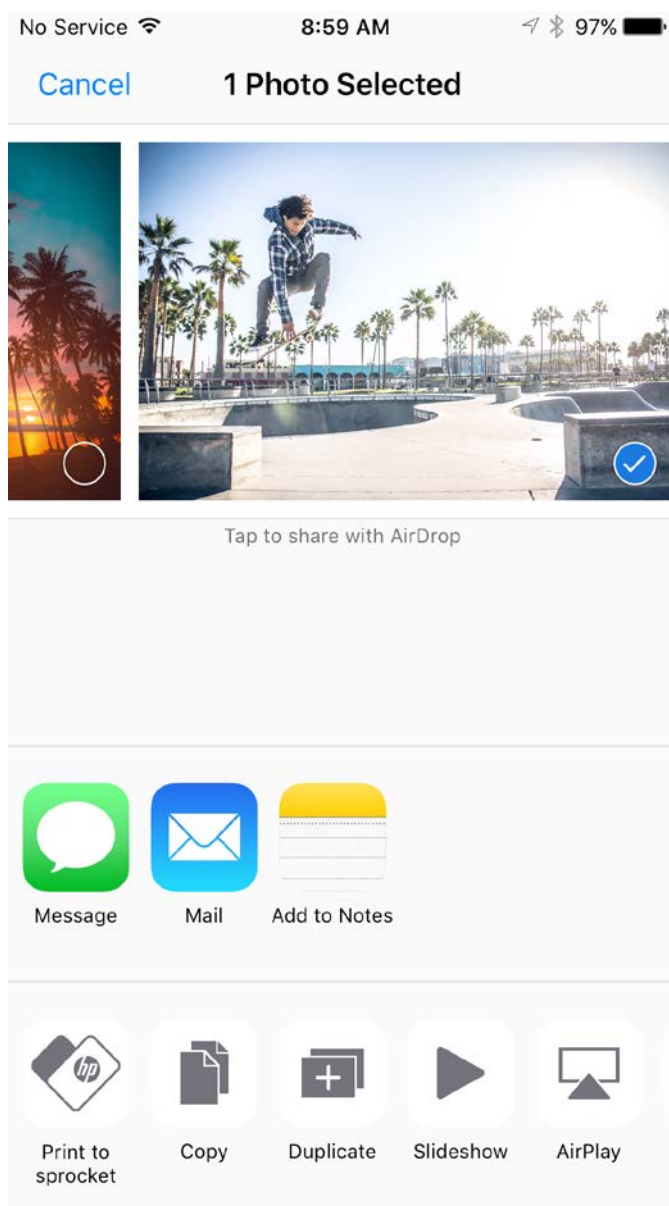 No Service 8:59 AM 97%
Cancel 1 Photo Selected
Tap to share with AirDrop
Message Mail Add to Notes
hp
Print to sprocket Copy Duplicate Slideshow AirPlay